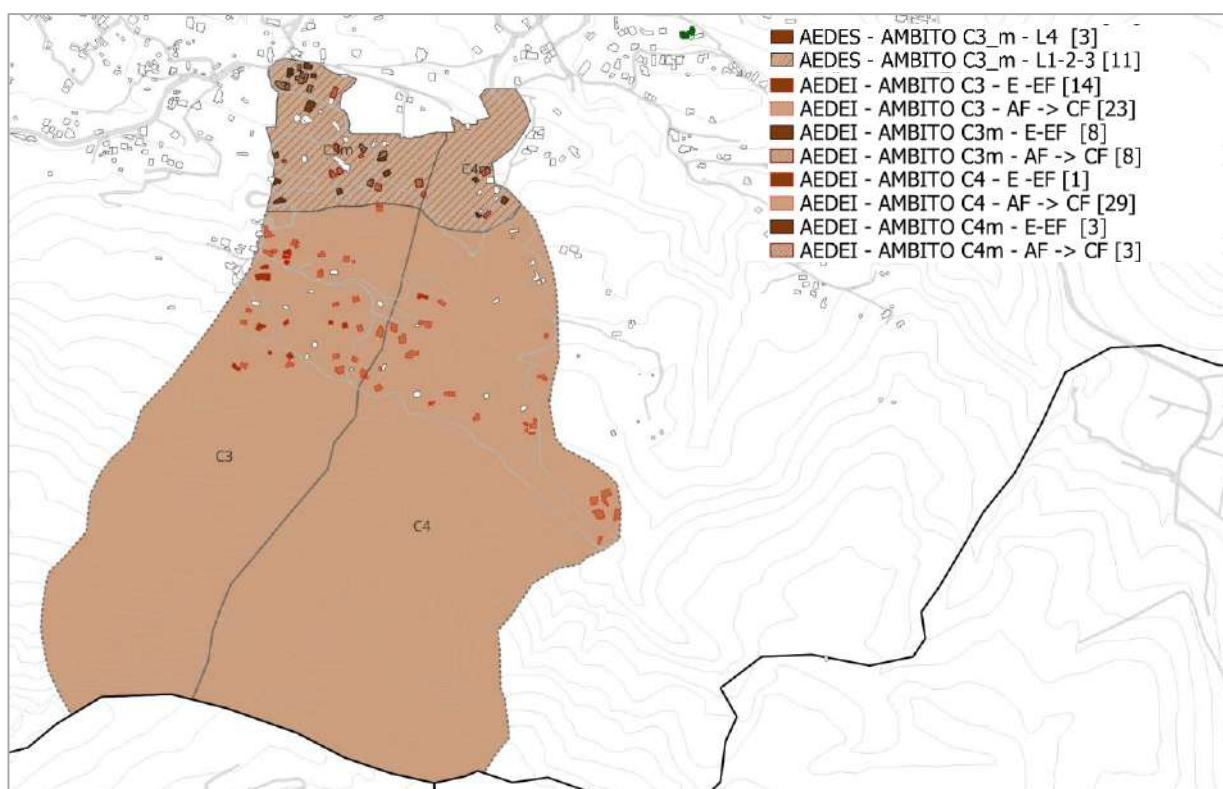 AEDES - AMBITO C3_m - L4 [3]
AEDES - AMBITO C3_m - L1-2-3 [11]
AEDEI - AMBITO C3 - E -EF [14]
AEDEI - AMBITO C3 - AF -> CF [23]
AEDEI - AMBITO C3m - E-EF [8]
AEDEI - AMBITO C3m - AF -> CF [8]
AEDEI - AMBITO C4 - E -EF [1]
AEDEI - AMBITO C4 - AF -> CF [29]
AEDEI - AMBITO C4m - E-EF [3]
AEDEI - AMBITO C4m - AF -> CF [3]
C4m
C3
C4